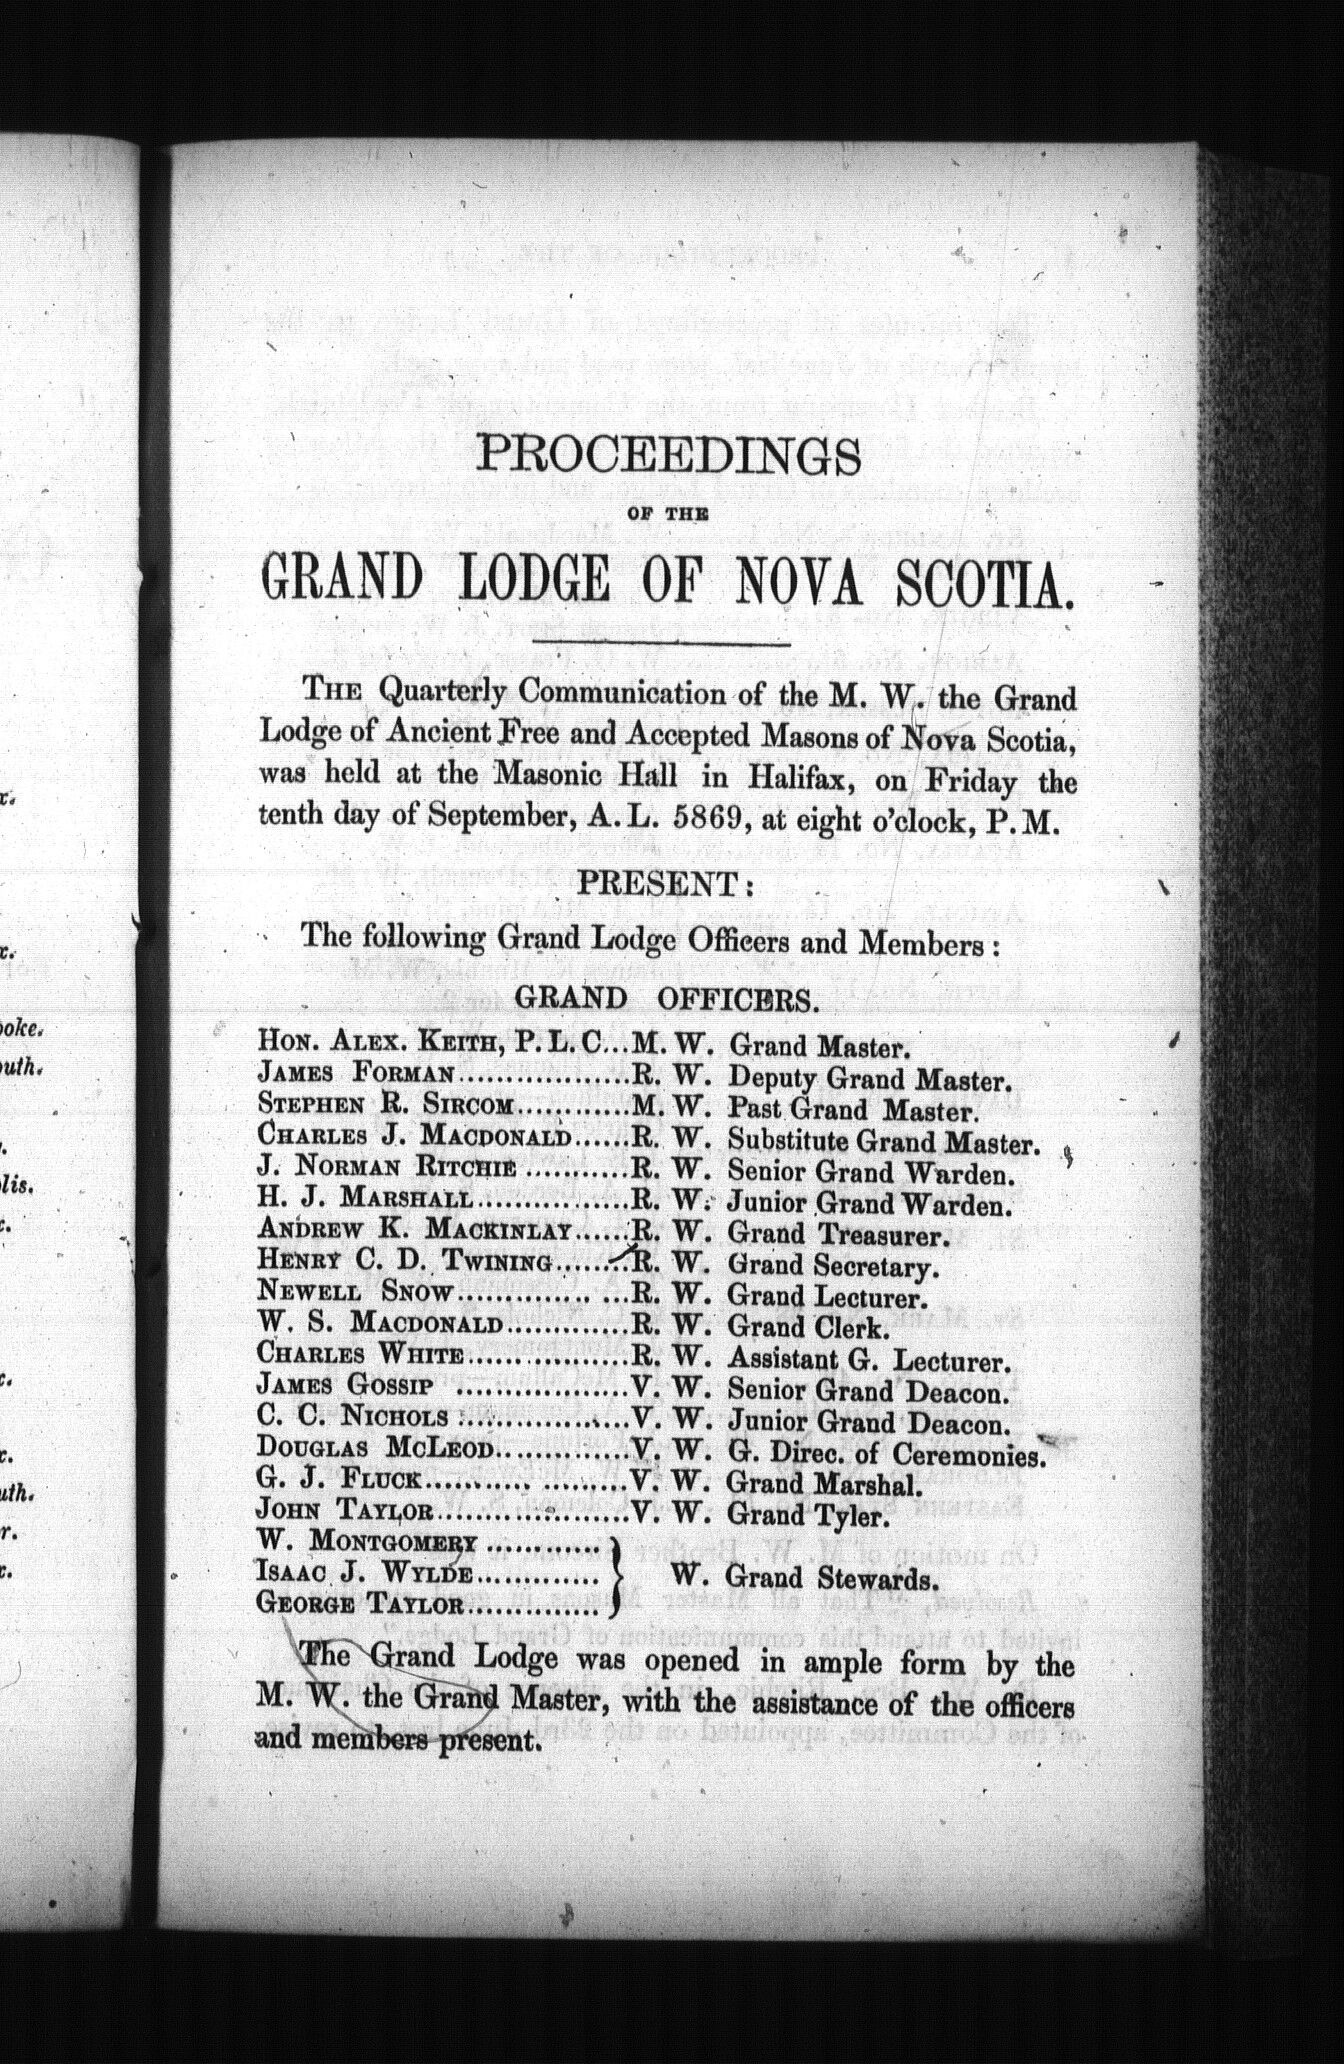 PROCEEDINGS
OF THE
GRAND LODGE OF NOVA SCOTIA.
THE Quarterly Communication of the M. W. the Grand
Lodge of Ancient Free and Accepted Masons of Nova Scotia,
was held at the Masonic Hall in Halifax, on Friday the
tenth day of September, A. L. 5869, at eight o'clock, P. M.
PRESENT:
The following Grand Lodge Officers and Members:
GRAND OFFICERS.
HON. ALEX. KEITH, P. L. C...M. W. Grand Master.
JAMES FORMAN.................R. W. Deputy Grand Master.
STEPHEN R. SIRCOM............M. W. Past Grand Master.
CHARLES J. MACDONALD......R. W. Substitute Grand Master.
J. NORMAN RITCHIE ...........R. W. Senior Grand Warden.
H. J. MARSHALL................R. W. Junior Grand Warden.
ANDREW K. MACKINLAY......R. W. Grand Treasurer.
HENRY C. D. TWINING........R. W. Grand Secretary.
NEWELL SNOW.................R. W. Grand Lecturer.
W. S. MACDONALD.............R. W. Grand Clerk.
CHARLES WHITE.................R. W. Assistant G. Lecturer.
JAMES GOSSIP .................V. W. Senior Grand Deacon.
C. C. NICHOLS .................V. W. Junior Grand Deacon.
DOUGLAS MCLEOD..............V. W. G. Direc. of Ceremonies.
G. J. FLUCK.....................V. W. Grand Marshal.
JOHN TAYLOR....................V. W. Grand Tyler.
W. MONTGOMERY ............
ISAAC J. WYLDE............. } W. Grand Stewards.
GEORGE TAYLOR..............
The Grand Lodge was opened in ample form by the
M. W. the Grand Master, with the assistance of the officers
and members present.